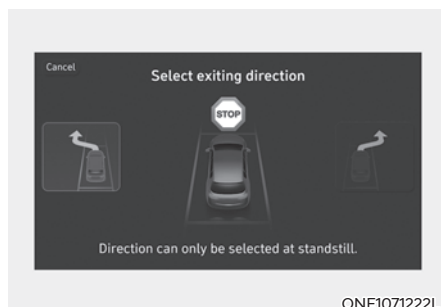 Cancel
Select exiting direction
STOP
Direction can only be selected at standstill.
ONE1071222L